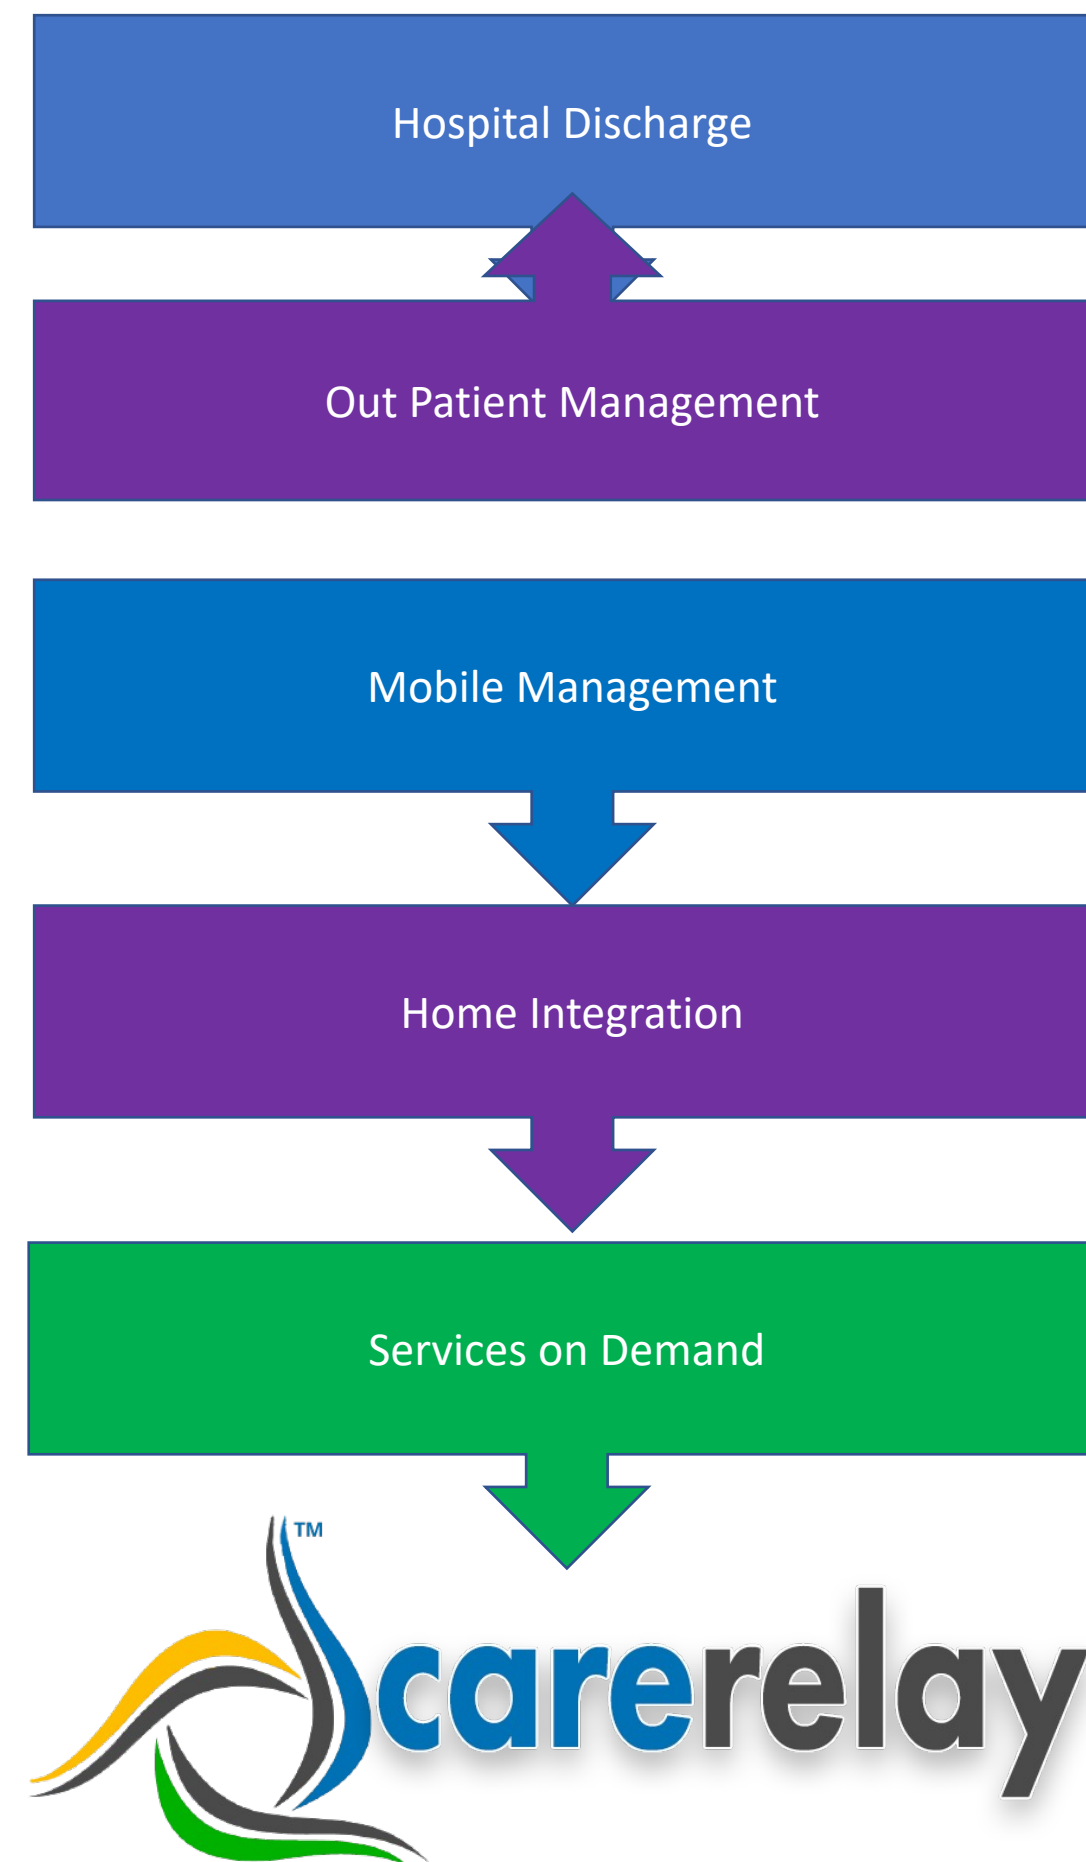 Hospital Discharge
Out Patient Management
Mobile Management
Home Integration
Services on Demand
TM
carerelay